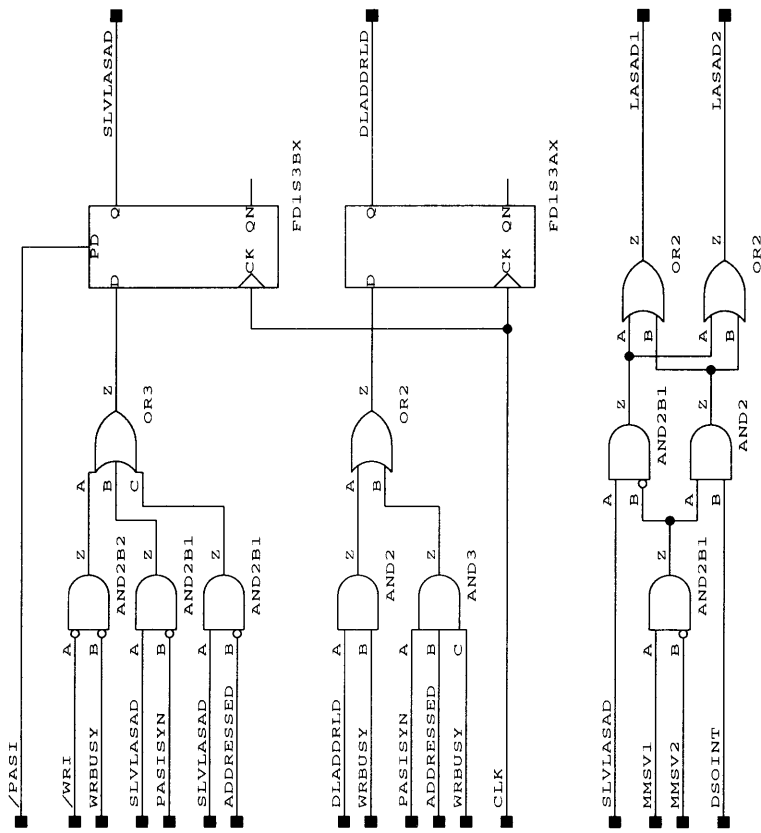 SLVLASAD
DLADDRLD
LASAD1
LASAD2
Q
QN
PD
D
CK
FD1S3BX
Q
QN
D
CK
FD1S3AX
Z
OR2
Z
OR2
A
B
A
B
Z
OR3
A
B
C
Z
OR2
A
B
Z
AND2B1
A
B
Z
AND2
A
B
Z
AND2B2
A
B
Z
AND2B1
A
B
Z
AND2B1
A
B
Z
AND2
A
B
Z
AND3
A
B
C
Z
AND2B1
A
B
/PASI
/WRI
WRBUSY
SLVLASAD
PASISYN
SLVLASAD
ADDRESSED
DLADDRLD
WRBUSY
PASISYN
ADDRESSED
WRBUSY
CLK
SLVLASAD
MMSV1
MMSV2
DSOINT